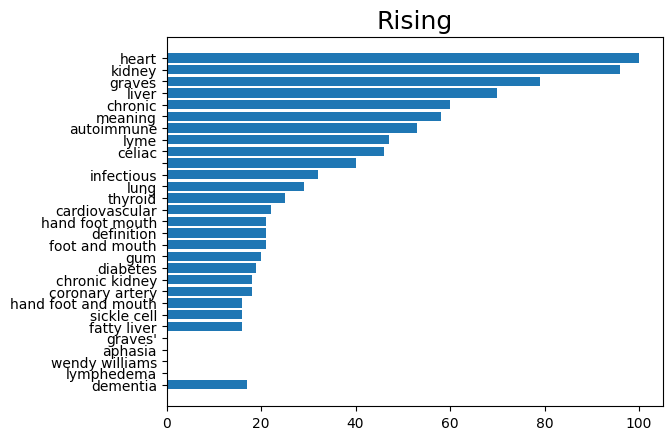 Rising
heart
kidney
graves
liver
chronic
meaning
autoimmune
lyme
celiac
infectious
lung
thyroid
cardiovascular
hand foot mouth
definition
foot and mouth
gum
diabetes
chronic kidney
coronary artery
hand foot and mouth
sickle cell
fatty liver
graves'
aphasia
wendy williams
lymphedema
dementia
0 20 40 60 80 100